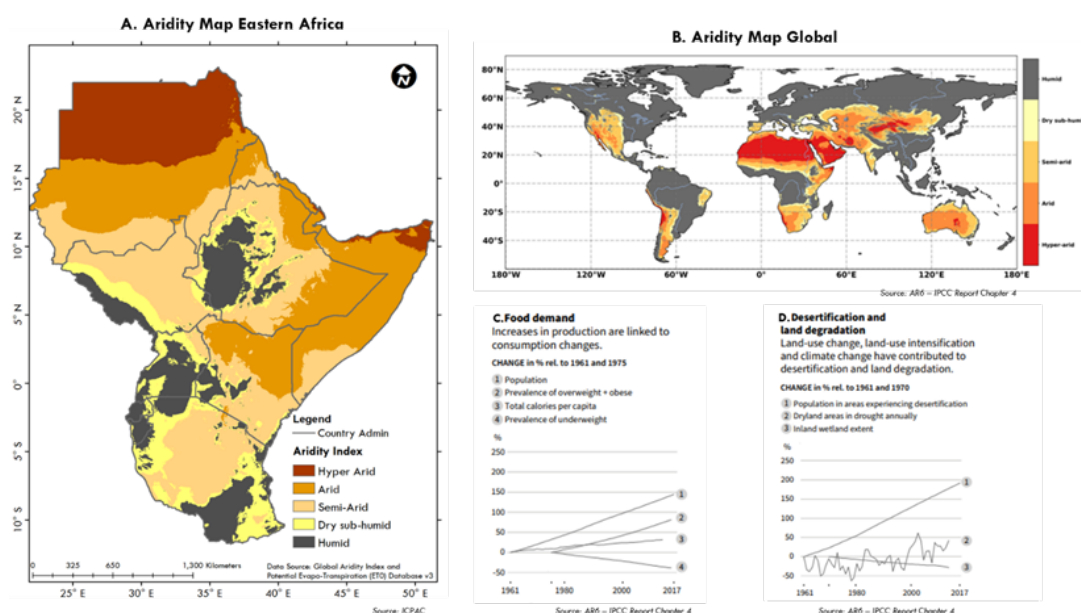 A. Aridity Map Eastern Africa
N
20° N
15° N
10° N
5° N
0°
5° S
10° S
Legend
Country Admin
Aridity Index
Hyper Arid
Arid
Semi-Arid
Dry sub-humid
Humid
0 325 650 1,300 Kilometers
Data Source: Global Aridity Index and
Potential Evapo-Transpiration (ET0) Database v3
25° E 30° E 35° E 40° E 45° E 50° E
Source: ICPAC
B. Aridity Map Global
80°N
60°N
40°N
20°N
0°
20°S
40°S
180°W 120°W 60°W 0° 60°E 120°E 180°E
Humid
Dry sub-humi
Semi-arid
Arid
Hyper-arid
Source: AR6 – IPCC Report Chapter 4
C. Food demand
Increases in production are linked to
consumption changes.
CHANGE in % rel. to 1961 and 1975
1 Population
2 Prevalence of overweight + obese
3 Total calories per capita
4 Prevalence of underweight
%
250
200
150
100
50
0
-50
1
2
3
4
1961 1980 2000 2017
Source: AR6 – IPCC Report Chapter 4
D. Desertification and
land degradation
Land-use change, land-use intensification
and climate change have contributed to
desertification and land degradation.
CHANGE in % rel. to 1961 and 1970
1 Population in areas experiencing desertification
2 Dryland areas in drought annually
3 Inland wetland extent
%
250
200
150
100
50
0
-50
1
2
3
1961 1980 2000 2017
Source: AR6 – IPCC Report Chapter 4